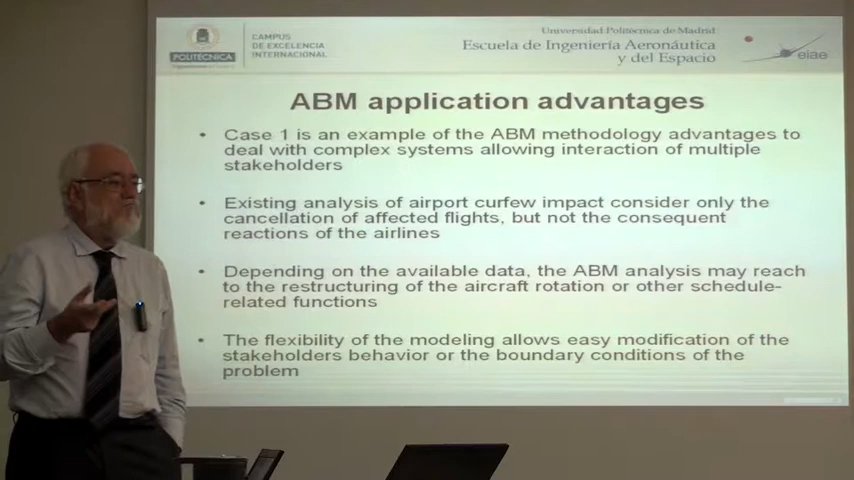 POLITÉCNICA
CAMPUS
DE EXCELENCIA
INTERNACIONAL
Universidad Politécnica de Madrid
Escuela de Ingeniería Aeronáutica
y del Espacio
eiae
ABM application advantages
• Case 1 is an example of the ABM methodology advantages to
deal with complex systems, allowing interaction of multiple
stakeholders
• Existing analysis of airport curfew impact consider only the
cancellation of affected flights, but not the consequent
reactions of the airlines
• Depending on the available data, the ABM analysis may reach
to the restructuring of the aircraft rotation or other schedule-
related functions
• The flexibility of the modeling allows easy modification of the
stakeholders behavior or the boundary conditions of the
problem